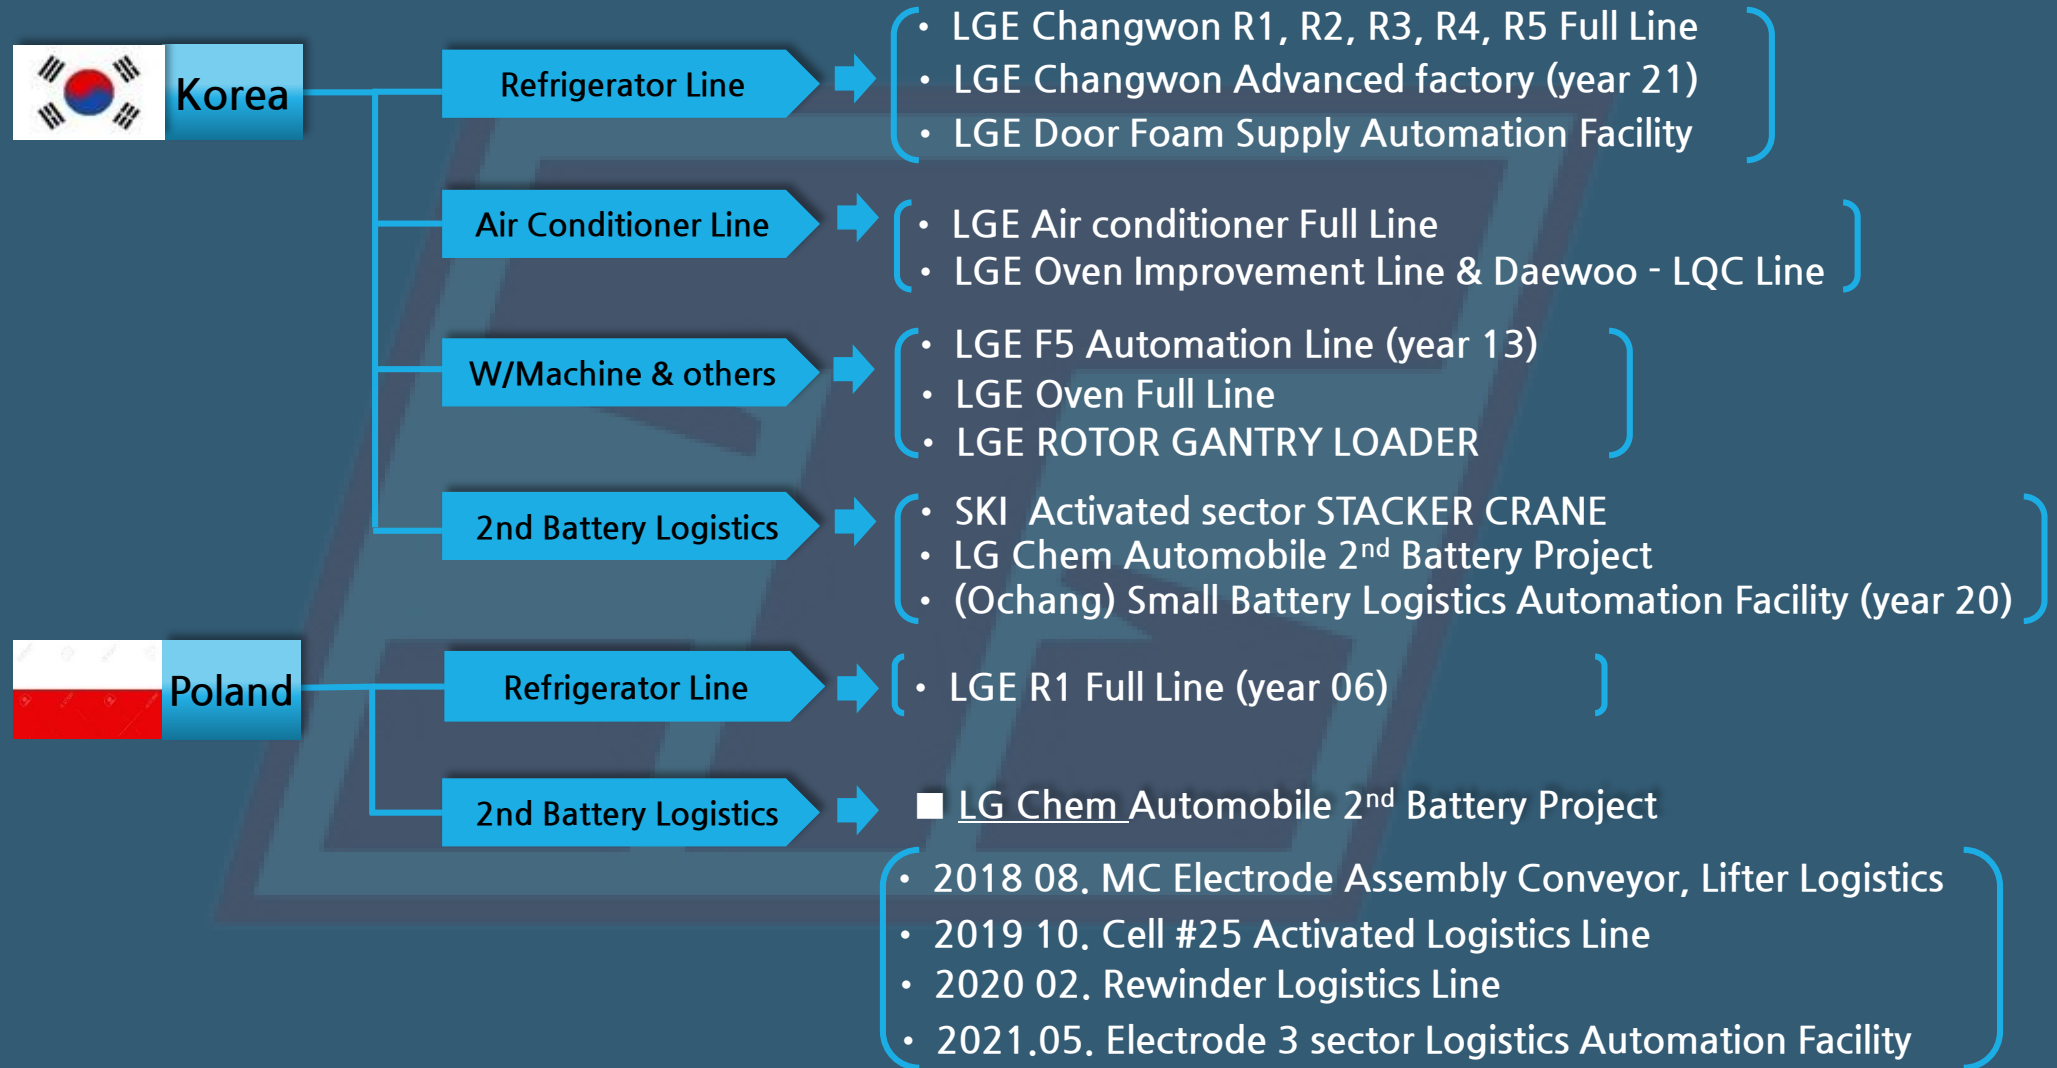 Korea
Refrigerator Line
• LGE Changwon R1, R2, R3, R4, R5 Full Line
• LGE Changwon Advanced factory (year 21)
• LGE Door Foam Supply Automation Facility
Air Conditioner Line
• LGE Air conditioner Full Line
• LGE Oven Improvement Line & Daewoo - LQC Line
W/Machine & others
• LGE F5 Automation Line (year 13)
• LGE Oven Full Line
• LGE ROTOR GANTRY LOADER
2nd Battery Logistics
• SKI Activated sector STACKER CRANE
• LG Chem Automobile 2nd Battery Project
• (Ochang) Small Battery Logistics Automation Facility (year 20)
Poland
Refrigerator Line
• LGE R1 Full Line (year 06)
2nd Battery Logistics
■ LG Chem Automobile 2nd Battery Project
• 2018 08. MC Electrode Assembly Conveyor, Lifter Logistics
• 2019 10. Cell #25 Activated Logistics Line
• 2020 02. Rewinder Logistics Line
• 2021.05. Electrode 3 sector Logistics Automation Facility